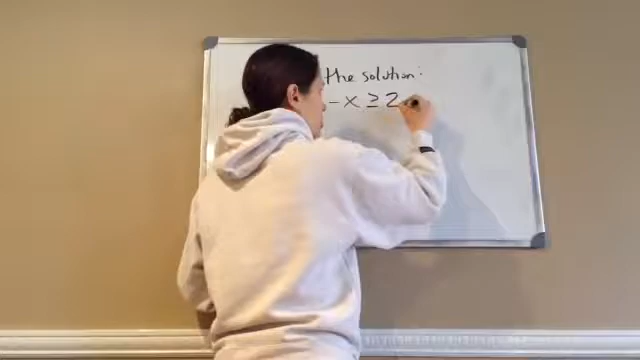 the solution:
-x ≥ 2